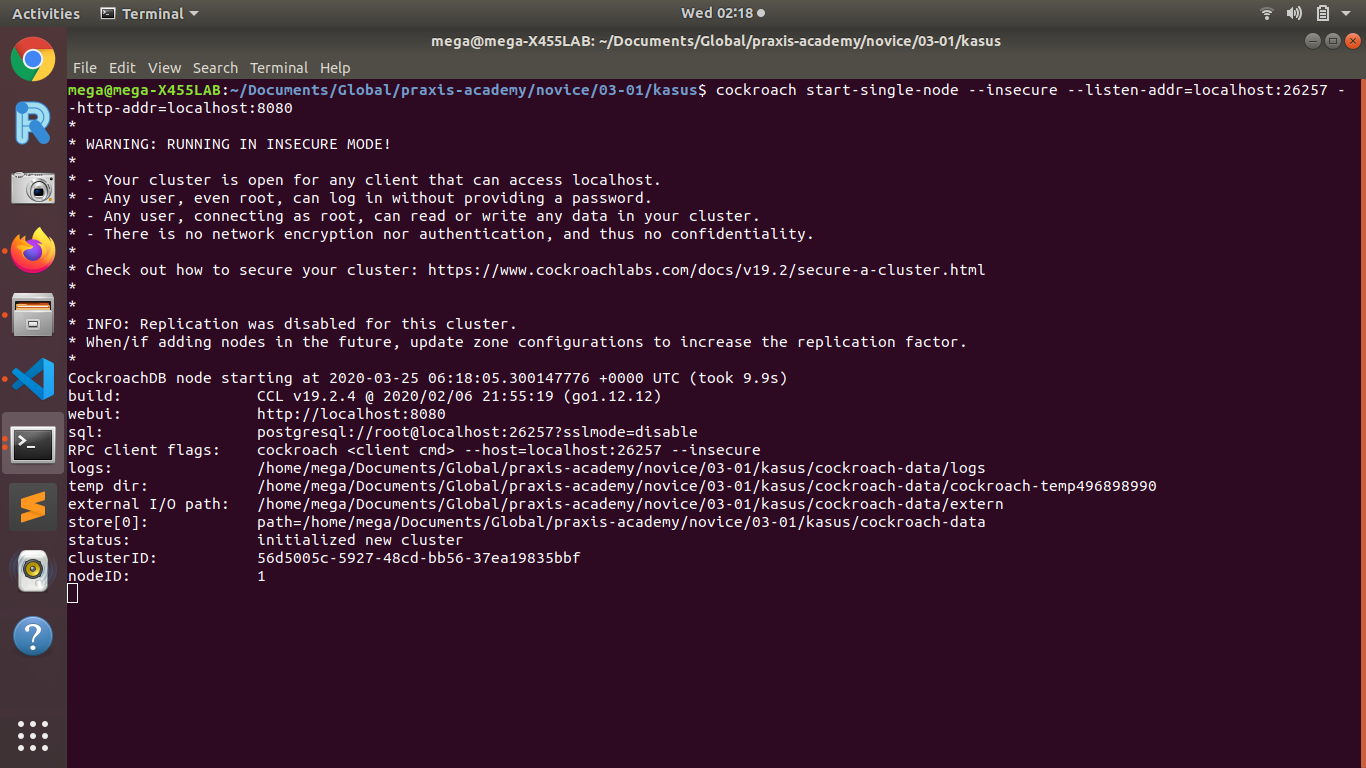 Activities Terminal Wed 02:18
mega@mega-X455LAB: ~/Documents/Global/praxis-academy/novice/03-01/kasus
File Edit View Search Terminal Help
mega@mega-X455LAB:~/Documents/Global/praxis-academy/novice/03-01/kasus$ cockroach start-single-node --insecure --listen-addr=localhost:26257 -
-http-addr=localhost:8080
*
* WARNING: RUNNING IN INSECURE MODE!
*
* - Your cluster is open for any client that can access localhost.
* - Any user, even root, can log in without providing a password.
* - Any user, connecting as root, can read or write any data in your cluster.
* - There is no network encryption nor authentication, and thus no confidentiality.
*
* Check out how to secure your cluster: https://www.cockroachlabs.com/docs/v19.2/secure-a-cluster.html
*
*
* INFO: Replication was disabled for this cluster.
* When/if adding nodes in the future, update zone configurations to increase the replication factor.
*
CockroachDB node starting at 2020-03-25 06:18:05.300147776 +0000 UTC (took 9.9s)
build: CCL v19.2.4 @ 2020/02/06 21:55:19 (go1.12.12)
webui: http://localhost:8080
sql: postgresql://root@localhost:26257?sslmode=disable
RPC client flags: cockroach <client cmd> --host=localhost:26257 --insecure
logs: /home/mega/Documents/Global/praxis-academy/novice/03-01/kasus/cockroach-data/logs
temp dir: /home/mega/Documents/Global/praxis-academy/novice/03-01/kasus/cockroach-data/cockroach-temp496898990
external I/O path: /home/mega/Documents/Global/praxis-academy/novice/03-01/kasus/cockroach-data/extern
store[0]: path=/home/mega/Documents/Global/praxis-academy/novice/03-01/kasus/cockroach-data
status: initialized new cluster
clusterID: 56d5005c-5927-48cd-bb56-37ea19835bbf
nodeID: 1